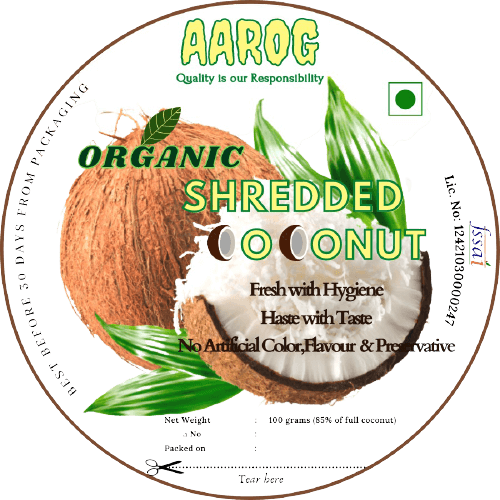 AAROG
Quality is our Responsibility
ORGANIC
SHREDDED
COCONUT
Fresh with Hygiene
Haste with Taste
No Artificial Color,Flavour & Preservative
BEST BEFORE 30 DAYS FROM PACKAGING
Lic. No: 12421030000247
fssai
Net Weight : 100 grams (85% of full coconut)
No :
Packed on :
Tear here